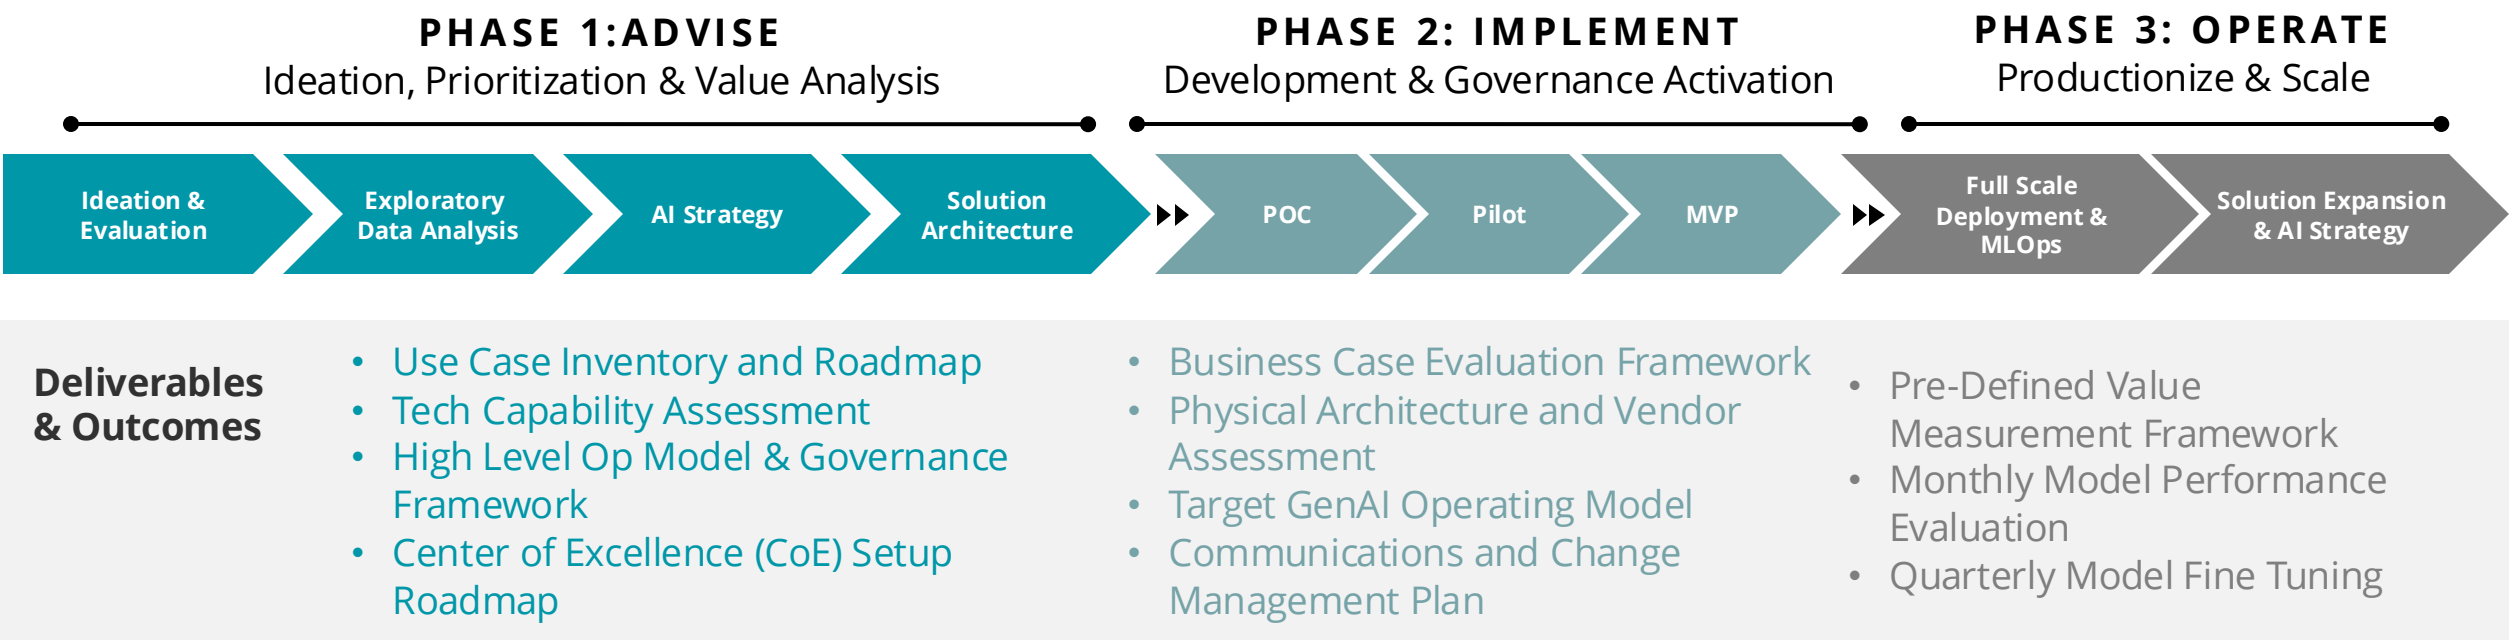 PHASE 1:ADVISE
Ideation, Prioritization & Value Analysis
PHASE 2: IMPLEMENT
Development & Governance Activation
PHASE 3: OPERATE
Productionize & Scale
Ideation &
Evaluation
Exploratory
Data Analysis
AI Strategy
Solution
Architecture
POC
Pilot
MVP
Full Scale
Deployment &
MLOps
Solution Expansion
& AI Strategy
Deliverables
& Outcomes
• Use Case Inventory and Roadmap
• Tech Capability Assessment
• High Level Op Model & Governance
Framework
• Center of Excellence (CoE) Setup
Roadmap
• Business Case Evaluation Framework
• Physical Architecture and Vendor
Assessment
• Target GenAI Operating Model
• Communications and Change
Management Plan
• Pre-Defined Value
Measurement Framework
• Monthly Model Performance
Evaluation
• Quarterly Model Fine Tuning